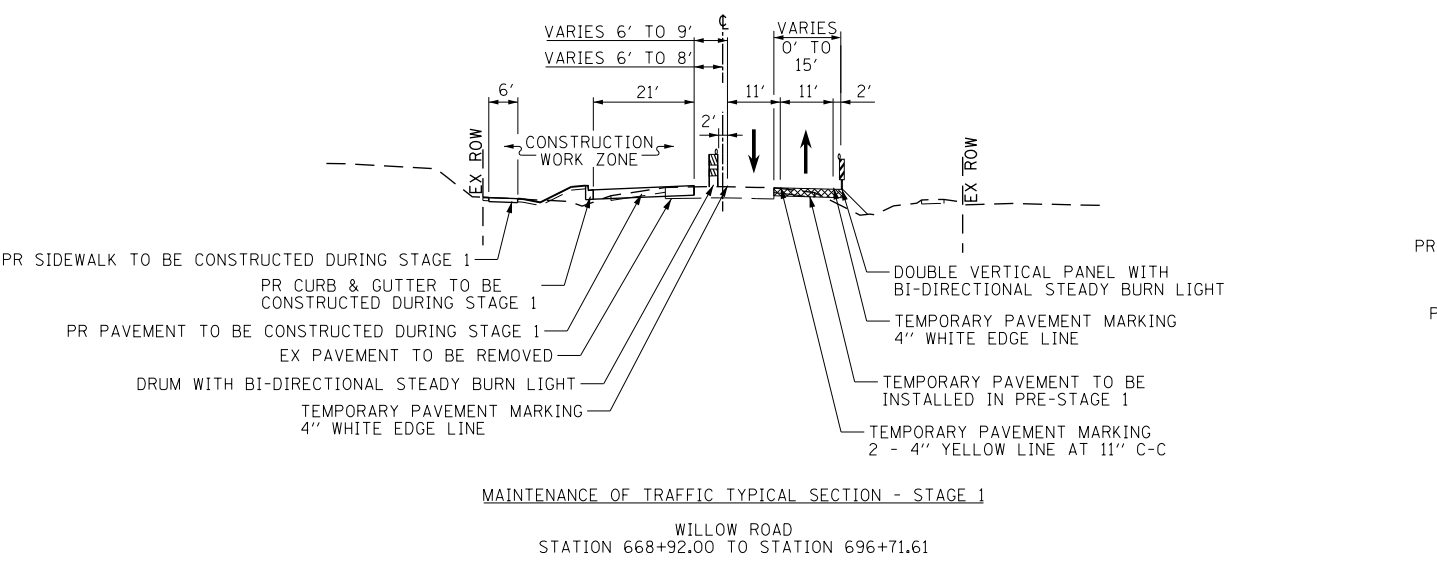 ℄
VARIES 6' TO 9'
VARIES 6' TO 8'
VARIES
0' TO
15'
6'
21'
11'
11'
2'
2'
EX ROW
CONSTRUCTION
WORK ZONE
EX ROW
PR SIDEWALK TO BE CONSTRUCTED DURING STAGE 1
PR CURB & GUTTER TO BE
CONSTRUCTED DURING STAGE 1
PR PAVEMENT TO BE CONSTRUCTED DURING STAGE 1
EX PAVEMENT TO BE REMOVED
DRUM WITH BI-DIRECTIONAL STEADY BURN LIGHT
TEMPORARY PAVEMENT MARKING
4" WHITE EDGE LINE
DOUBLE VERTICAL PANEL WITH
BI-DIRECTIONAL STEADY BURN LIGHT
TEMPORARY PAVEMENT MARKING
4" WHITE EDGE LINE
TEMPORARY PAVEMENT TO BE
INSTALLED IN PRE-STAGE 1
TEMPORARY PAVEMENT MARKING
2 - 4" YELLOW LINE AT 11" C-C
PR
P
MAINTENANCE OF TRAFFIC TYPICAL SECTION - STAGE 1
WILLOW ROAD
STATION 668+92.00 TO STATION 696+71.61